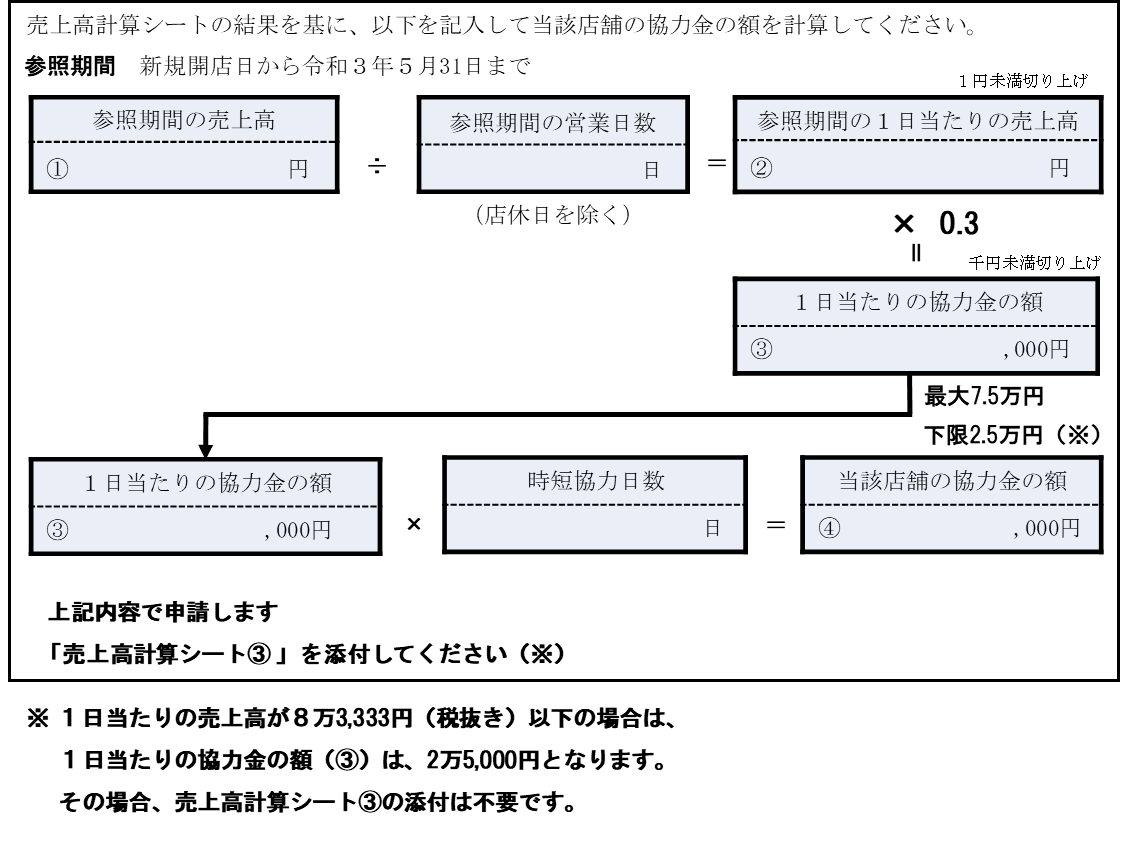 売上高計算シートの結果を基に、以下を記入して当該店舗の協力金の額を計算してください。
参照期間　新規開店日から令和３年５月31日まで
１円未満切り上げ
参照期間の売上高
①　円
÷
参照期間の営業日数
日
(店休日を除く)
＝
参照期間の１日当たりの売上高
②　円
×　0.3
＝
千円未満切り上げ
１日当たりの協力金の額
③　,000円
最大7.5万円
下限2.5万円（※）
１日当たりの協力金の額
③　,000円
×
時短協力日数
日
＝
当該店舗の協力金の額
④　,000円
上記内容で申請します
「売上高計算シート③」を添付してください（※）
※ １日当たりの売上高が８万3,333円（税抜き）以下の場合は、
１日当たりの協力金の額（③）は、2万5,000円となります。
その場合、売上高計算シート③の添付は不要です。